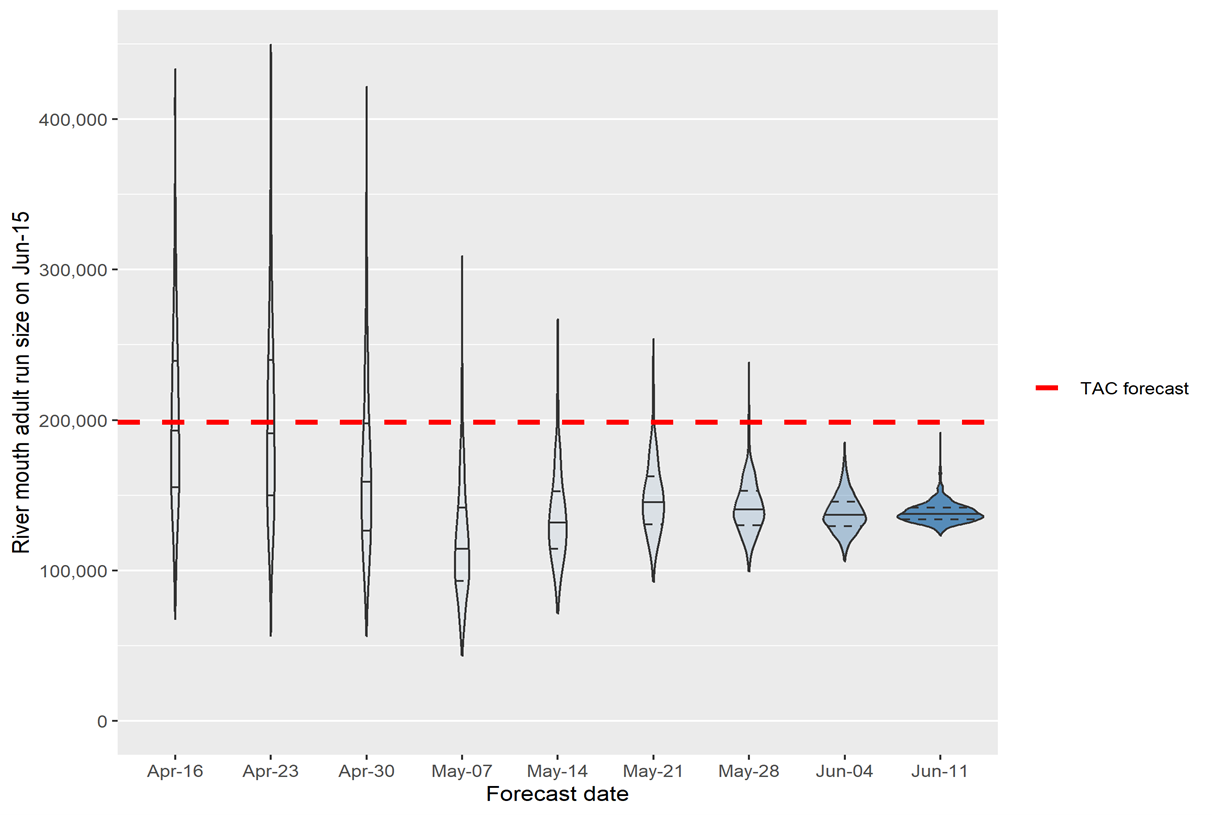 River mouth adult run size on Jun-15
400,000
300,000
200,000
100,000
0
Apr-16 Apr-23 Apr-30 May-07 May-14 May-21 May-28 Jun-04 Jun-11
Forecast date
TAC forecast